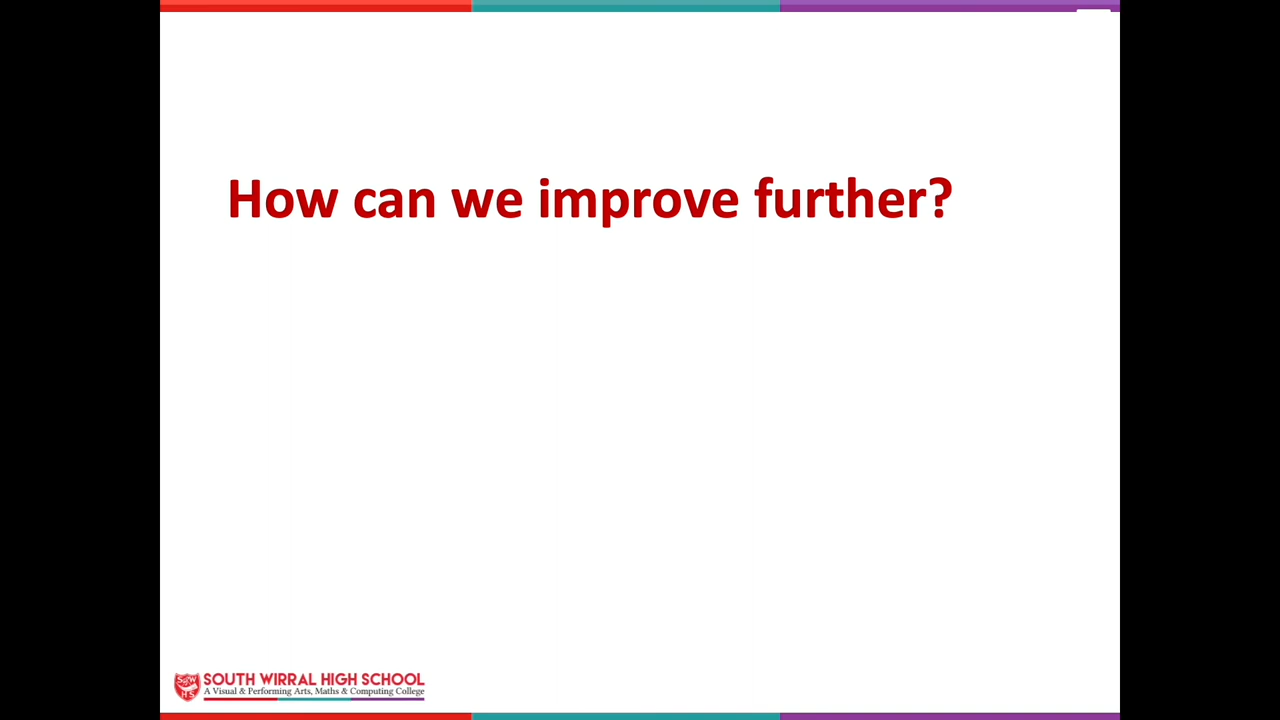 How can we improve further?
SOUTH WIRRAL HIGH SCHOOL
A Visual & Performing Arts, Maths & Computing College